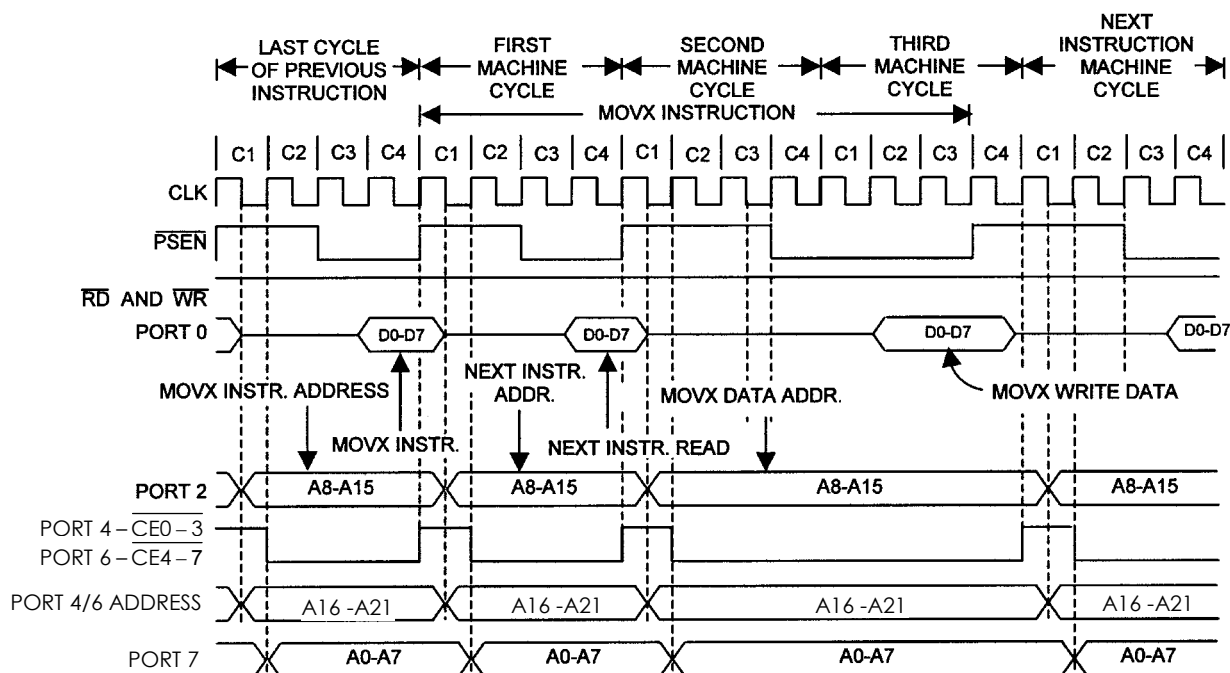 LAST CYCLE
OF PREVIOUS
INSTRUCTION
FIRST
MACHINE
CYCLE
SECOND
MACHINE
CYCLE
THIRD
MACHINE
CYCLE
NEXT
INSTRUCTION
MACHINE
CYCLE
MOVX INSTRUCTION
C1 C2 C3 C4 C1 C2 C3 C4 C1 C2 C3 C4 C1 C2 C3 C4 C1 C2 C3 C4
CLK
PSEN
RD AND WR
PORT 0 D0-D7 D0-D7 D0-D7 D0-D7
MOVX INSTR. ADDRESS
MOVX INSTR.
NEXT INSTR.
ADDR.
NEXT INSTR. READ
MOVX DATA ADDR.
MOVX WRITE DATA
PORT 2 A8-A15 A8-A15 A8-A15 A8-A15
PORT 4 – CE0 – 3
PORT 6 – CE4 – 7
PORT 4/6 ADDRESS A16 -A21 A16 -A21 A16 -A21 A16 -A21
PORT 7 A0-A7 A0-A7 A0-A7 A0-A7